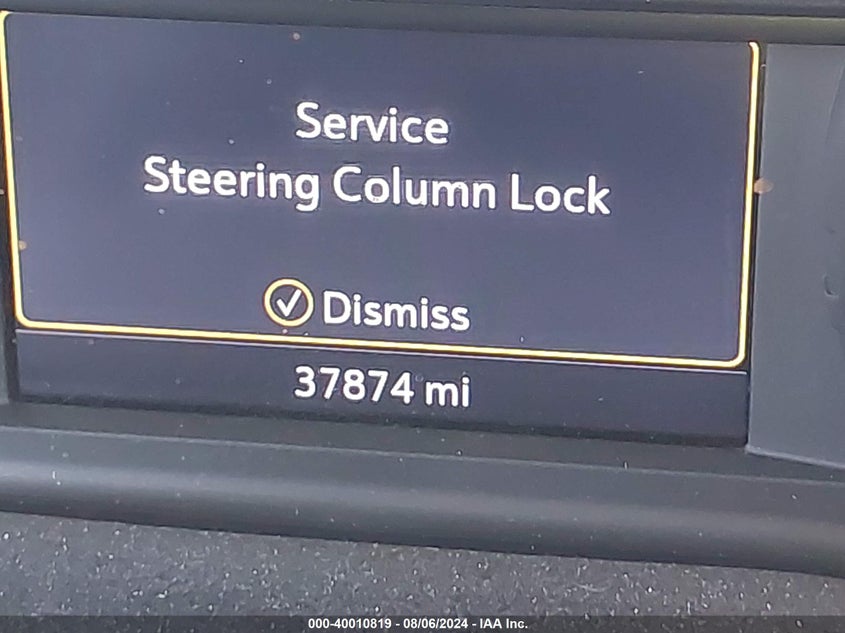 Service
Steering Column Lock
Dismiss
37874 mi
000-40010819 - 08/06/2024 - IAA Inc.